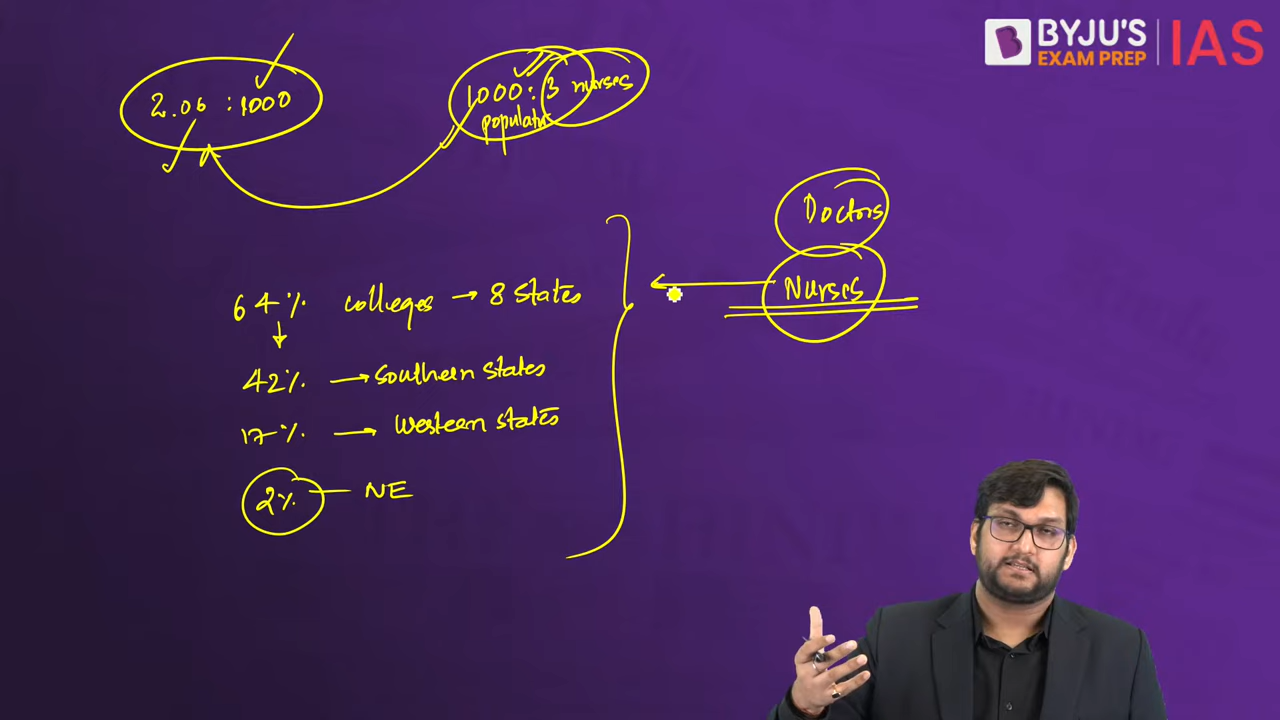 BYJU'S
EXAM PREP
IAS
2.06 : 1000
1000 : 3 nurses
Doctors
Nurses
64% colleges → 8 states
42% → Southern states
17% → Western states
2% — NE